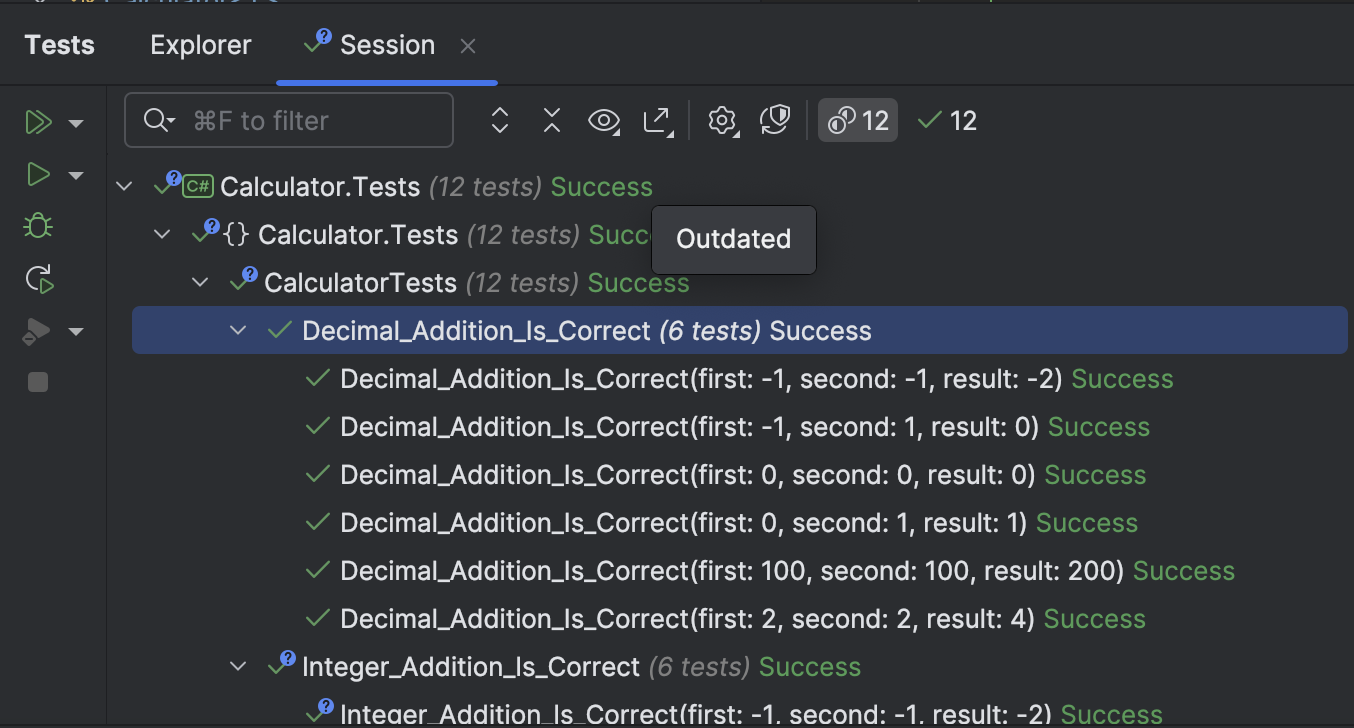 Tests Explorer Session
⌘F to filter 12 12
C# Calculator.Tests (12 tests) Success
{} Calculator.Tests (12 tests) Succ
Outdated
CalculatorTests (12 tests) Success
Decimal_Addition_Is_Correct (6 tests) Success
Decimal_Addition_Is_Correct(first: -1, second: -1, result: -2) Success
Decimal_Addition_Is_Correct(first: -1, second: 1, result: 0) Success
Decimal_Addition_Is_Correct(first: 0, second: 0, result: 0) Success
Decimal_Addition_Is_Correct(first: 0, second: 1, result: 1) Success
Decimal_Addition_Is_Correct(first: 100, second: 100, result: 200) Success
Decimal_Addition_Is_Correct(first: 2, second: 2, result: 4) Success
Integer_Addition_Is_Correct (6 tests) Success
Integer_Addition_Is_Correct(first: -1, second: -1, result: -2) Success